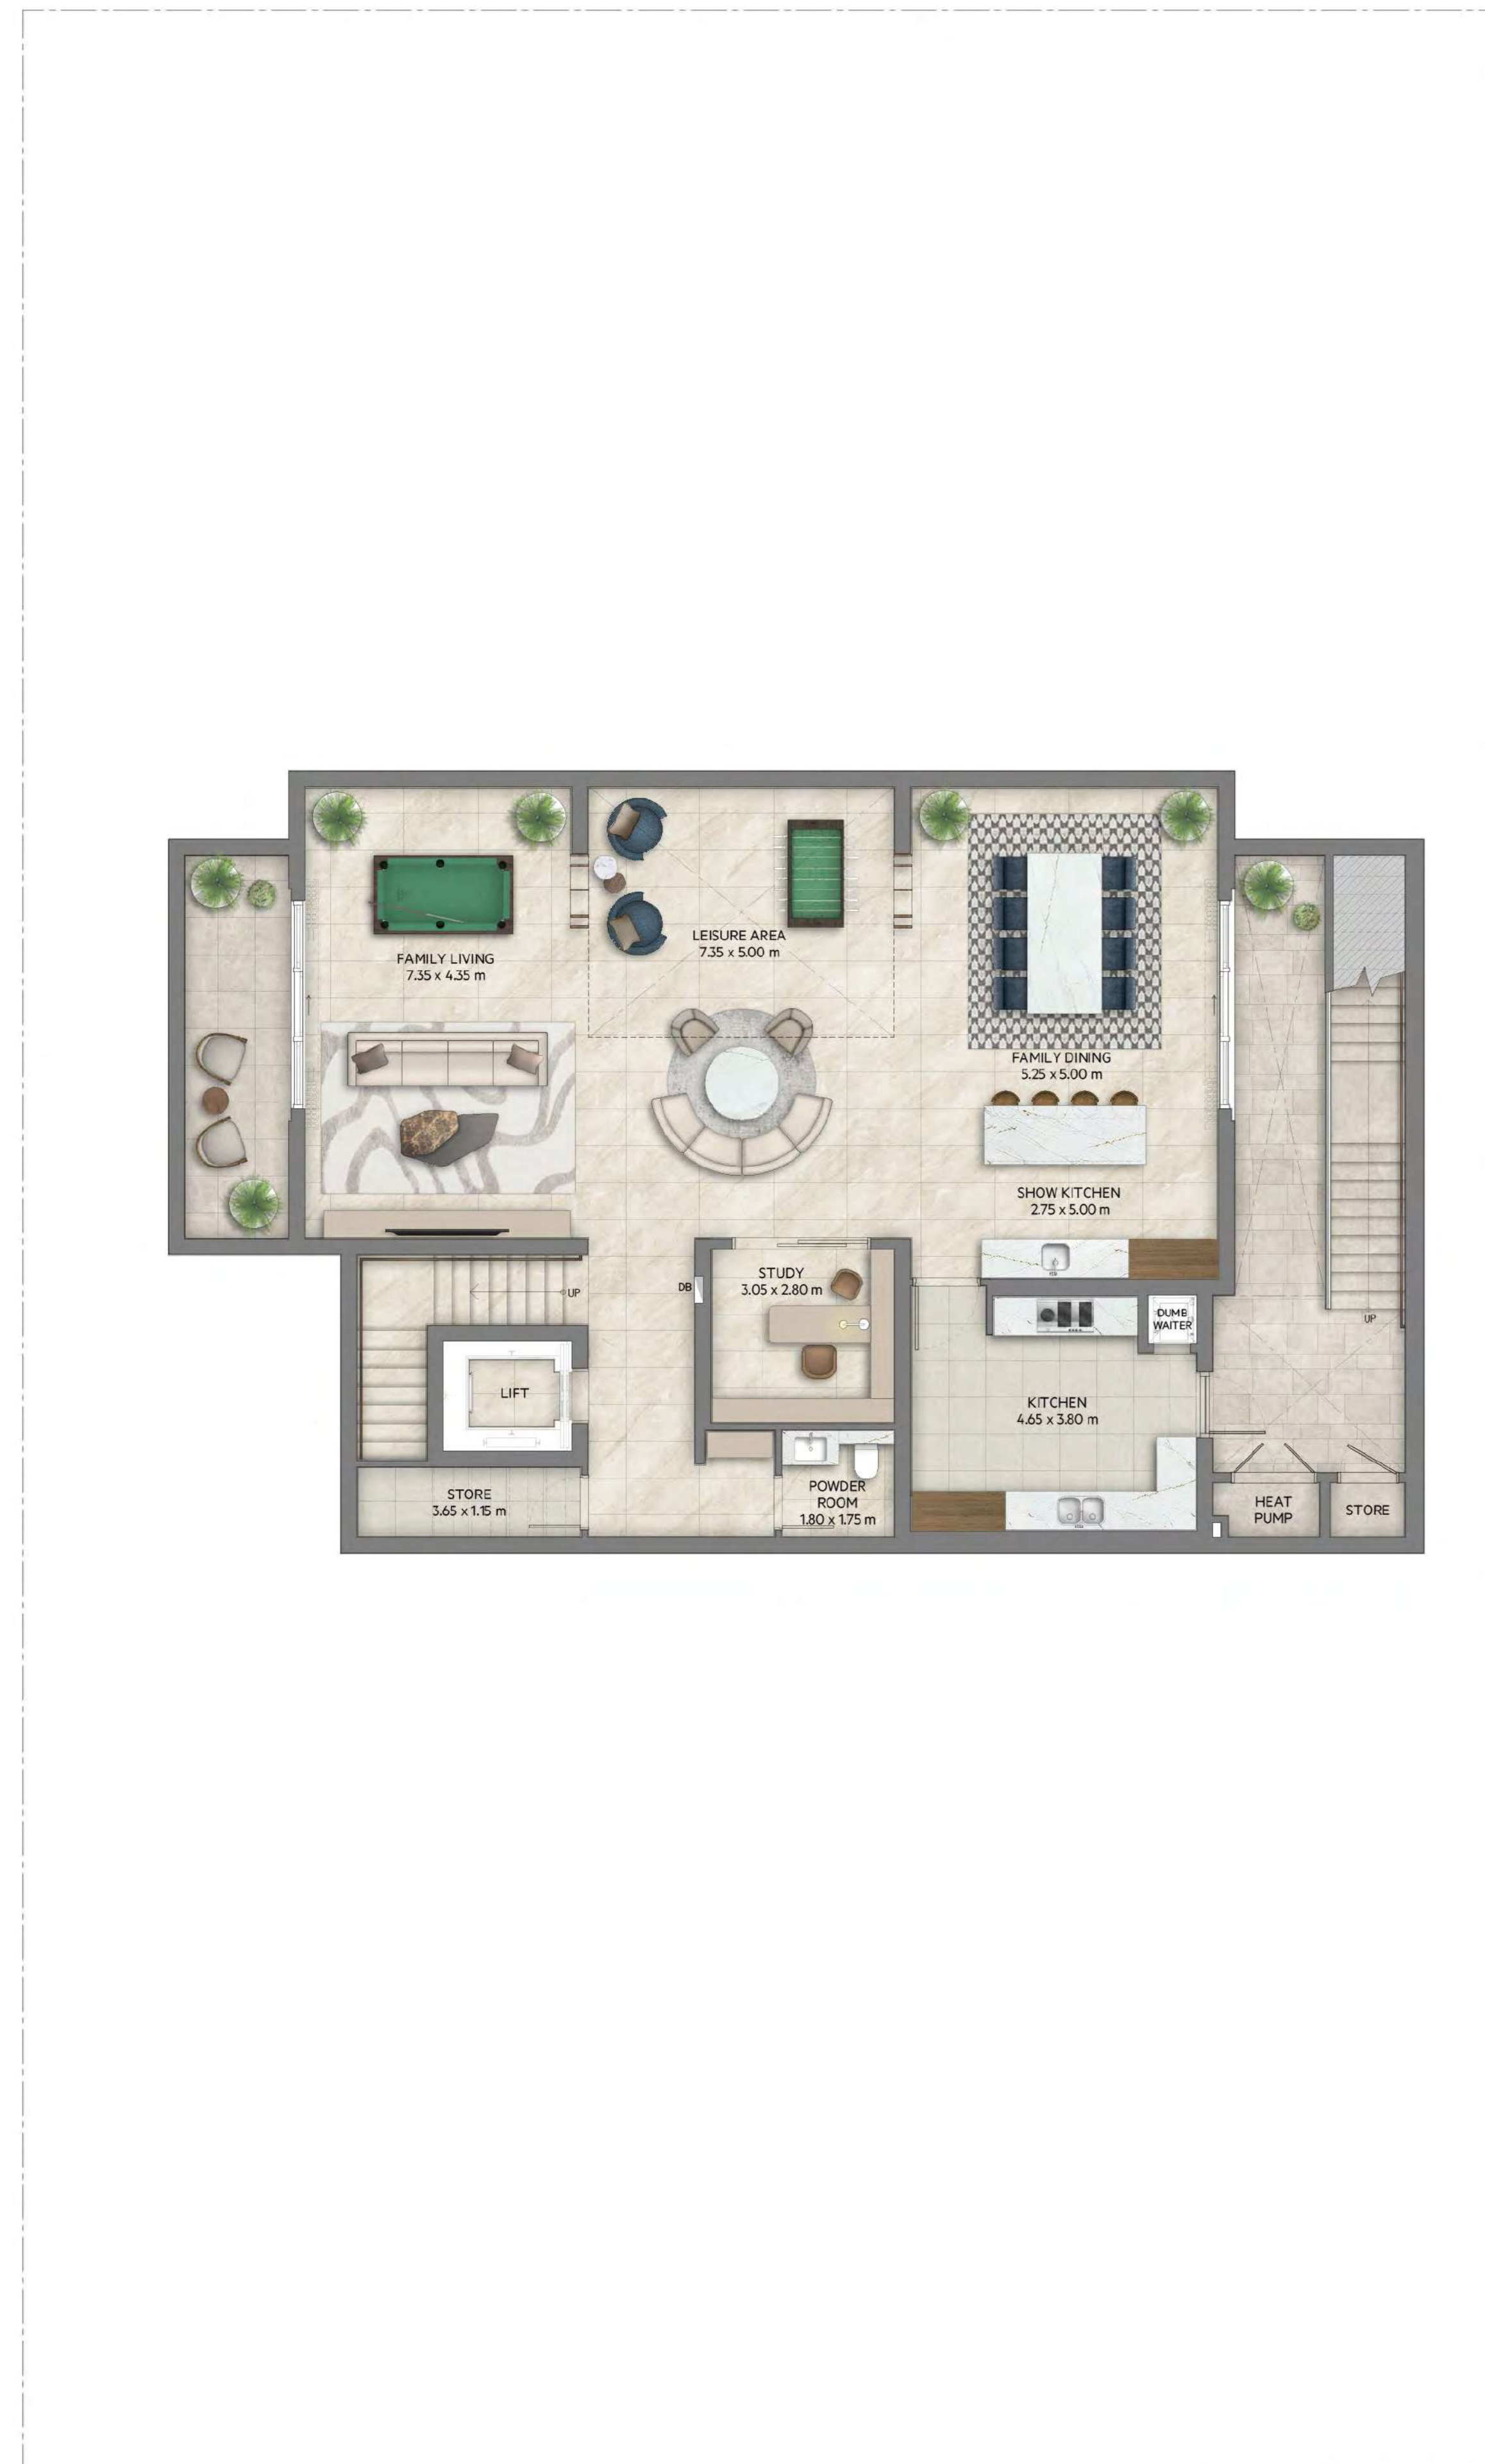 LEISURE AREA
7.35 x 5.00 m
FAMILY LIVING
7.35 x 4.35 m
FAMILY DINING
5.25 x 5.00 m
SHOW KITCHEN
2.75 x 5.00 m
STUDY
3.05 x 2.80 m
DB
UP
DUMB
WAITER
UP
LIFT
KITCHEN
4.65 x 3.80 m
STORE
3.65 x 1.15 m
POWDER
ROOM
1.80 x 1.75 m
HEAT
PUMP
STORE